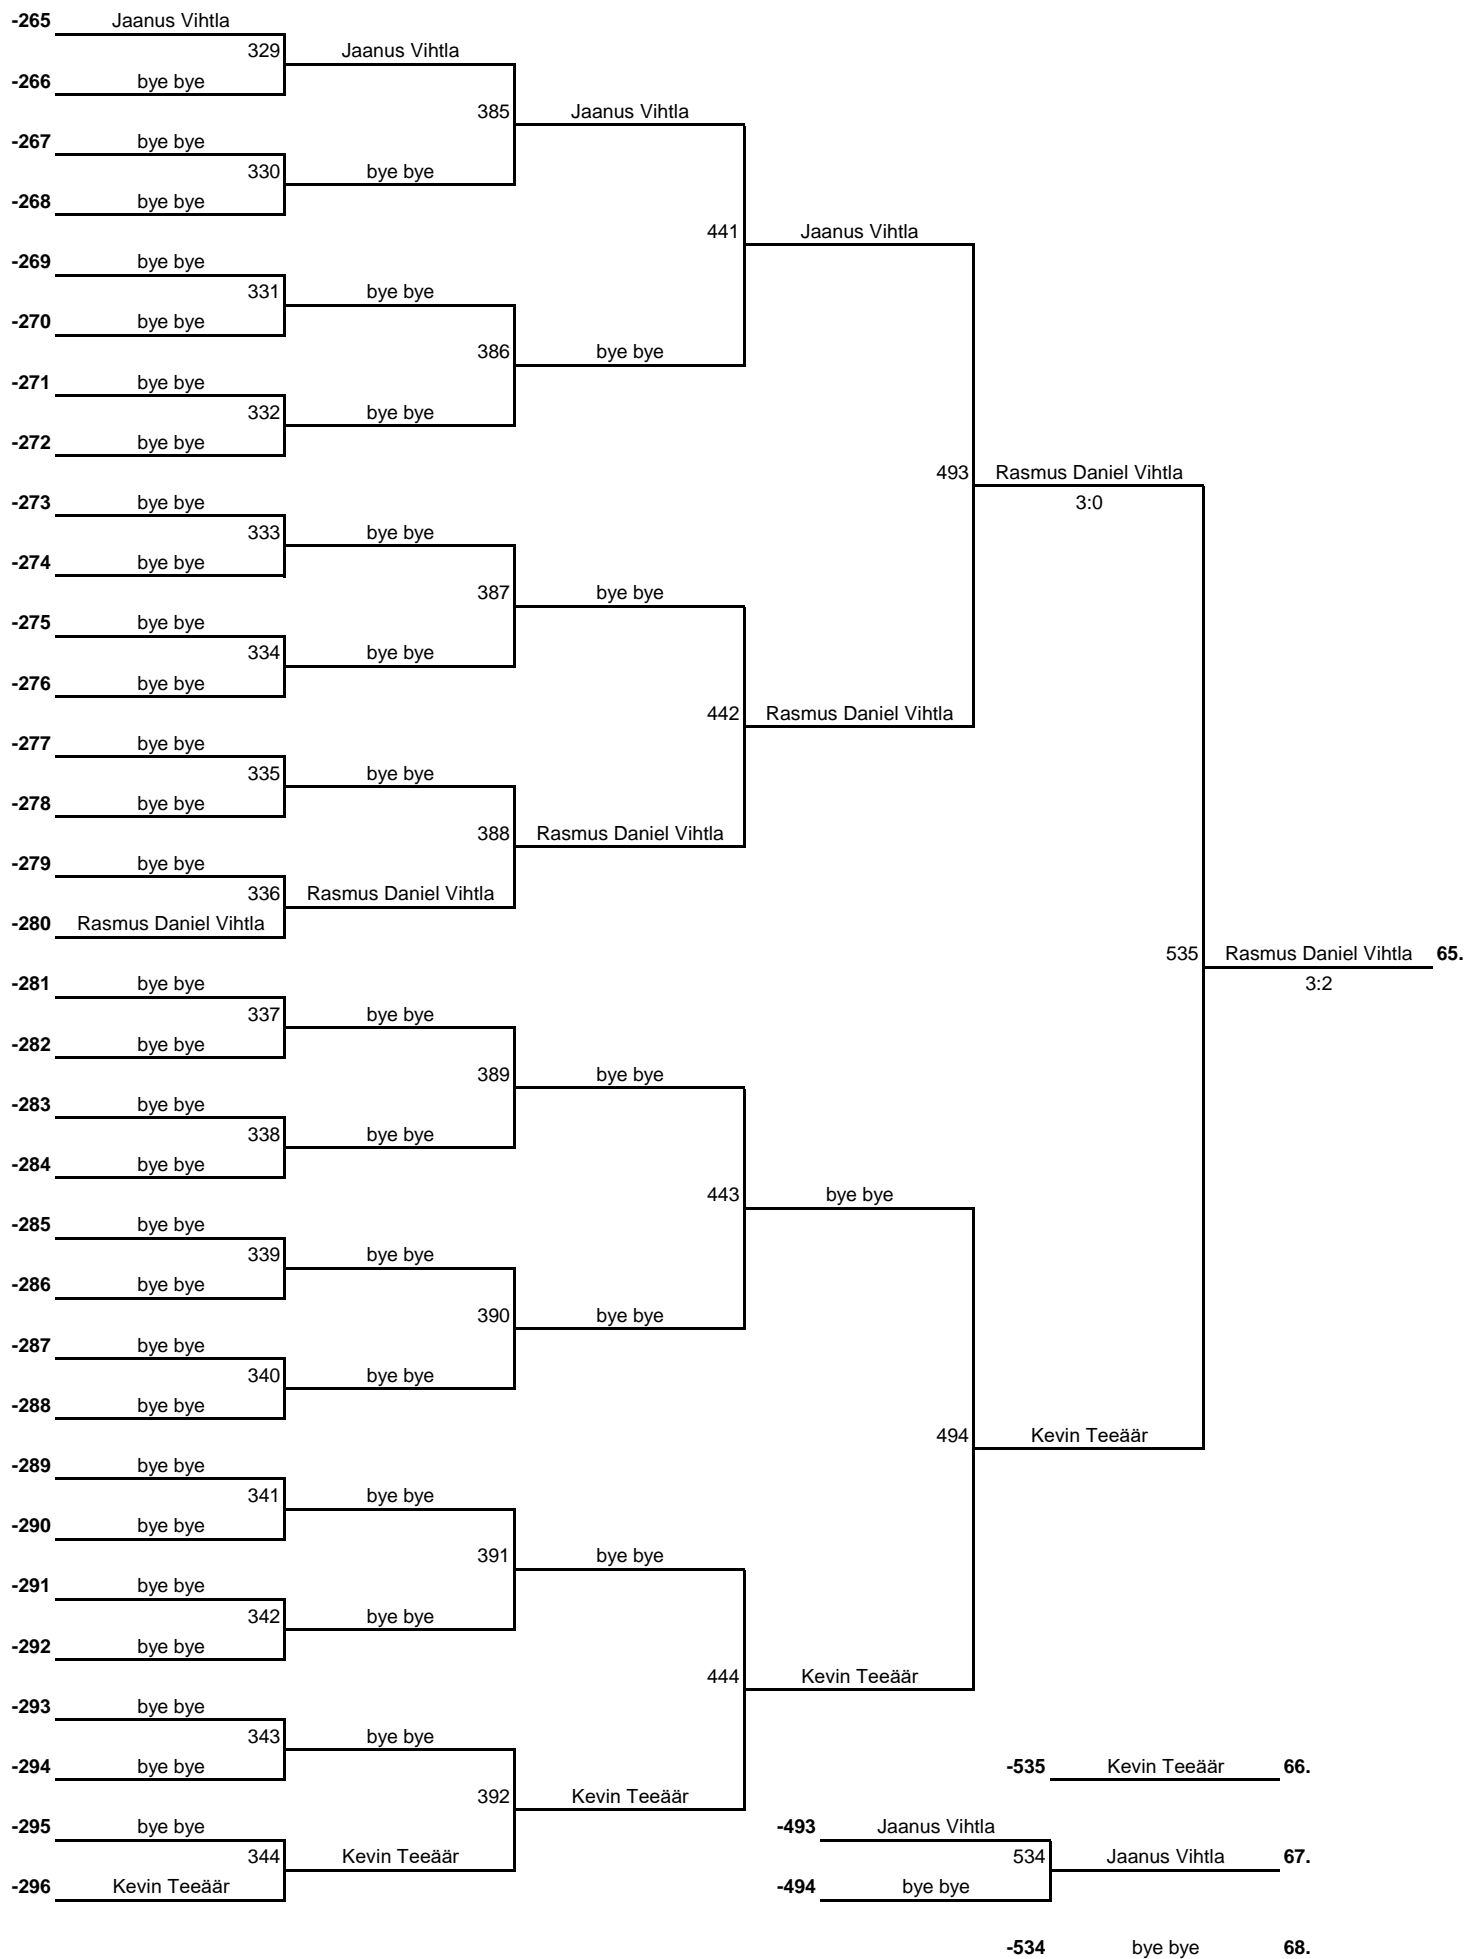 -265 Jaanus Vihtla
329 Jaanus Vihtla
-266 bye bye
385 Jaanus Vihtla
-267 bye bye
330 bye bye
-268 bye bye
441 Jaanus Vihtla
-269 bye bye
331 bye bye
-270 bye bye
386 bye bye
-271 bye bye
332 bye bye
-272 bye bye
493 Rasmus Daniel Vihtla
-273 bye bye
3:0
333 bye bye
-274 bye bye
387 bye bye
-275 bye bye
334 bye bye
-276 bye bye
442 Rasmus Daniel Vihtla
-277 bye bye
335 bye bye
-278 bye bye
388 Rasmus Daniel Vihtla
-279 bye bye
336 Rasmus Daniel Vihtla
-280 Rasmus Daniel Vihtla
535 Rasmus Daniel Vihtla 65.
-281 bye bye
3:2
337 bye bye
-282 bye bye
389 bye bye
-283 bye bye
338 bye bye
-284 bye bye
443 bye bye
-285 bye bye
339 bye bye
-286 bye bye
390 bye bye
-287 bye bye
340 bye bye
-288 bye bye
494 Kevin Teeäär
-289 bye bye
341 bye bye
-290 bye bye
391 bye bye
-291 bye bye
342 bye bye
-292 bye bye
444 Kevin Teeäär
-293 bye bye
343 bye bye
-294 bye bye
-535 Kevin Teeäär 66.
392 Kevin Teeäär
-295 bye bye
-493 Jaanus Vihtla
344 Kevin Teeäär
534 Jaanus Vihtla 67.
-296 Kevin Teeäär
-494 bye bye
-534 bye bye 68.